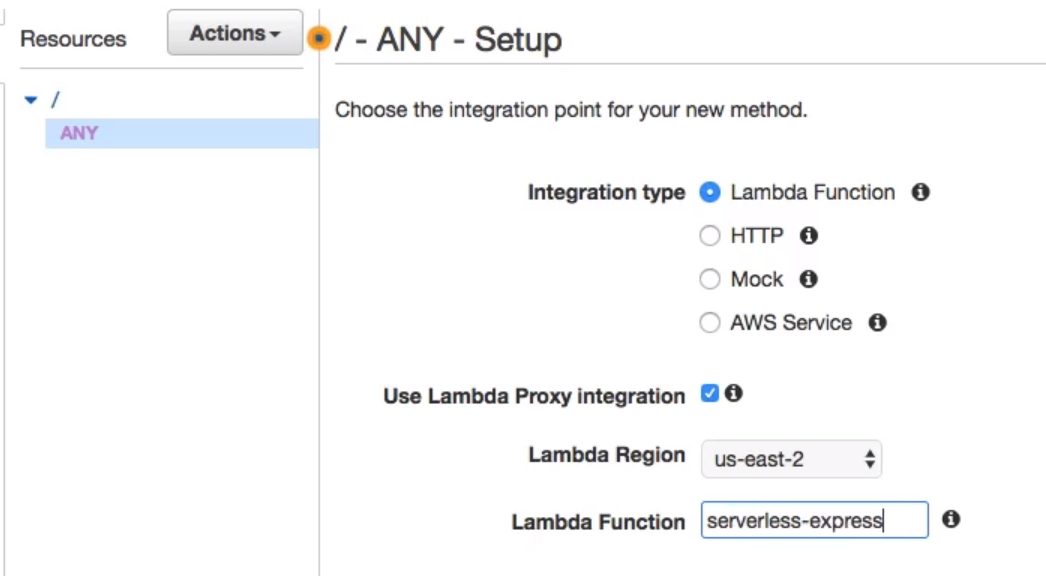 Resources
Actions
/
ANY
/ - ANY - Setup
Choose the integration point for your new method.
Integration type
Lambda Function
HTTP
Mock
AWS Service
Use Lambda Proxy integration
Lambda Region
us-east-2
Lambda Function
serverless-express